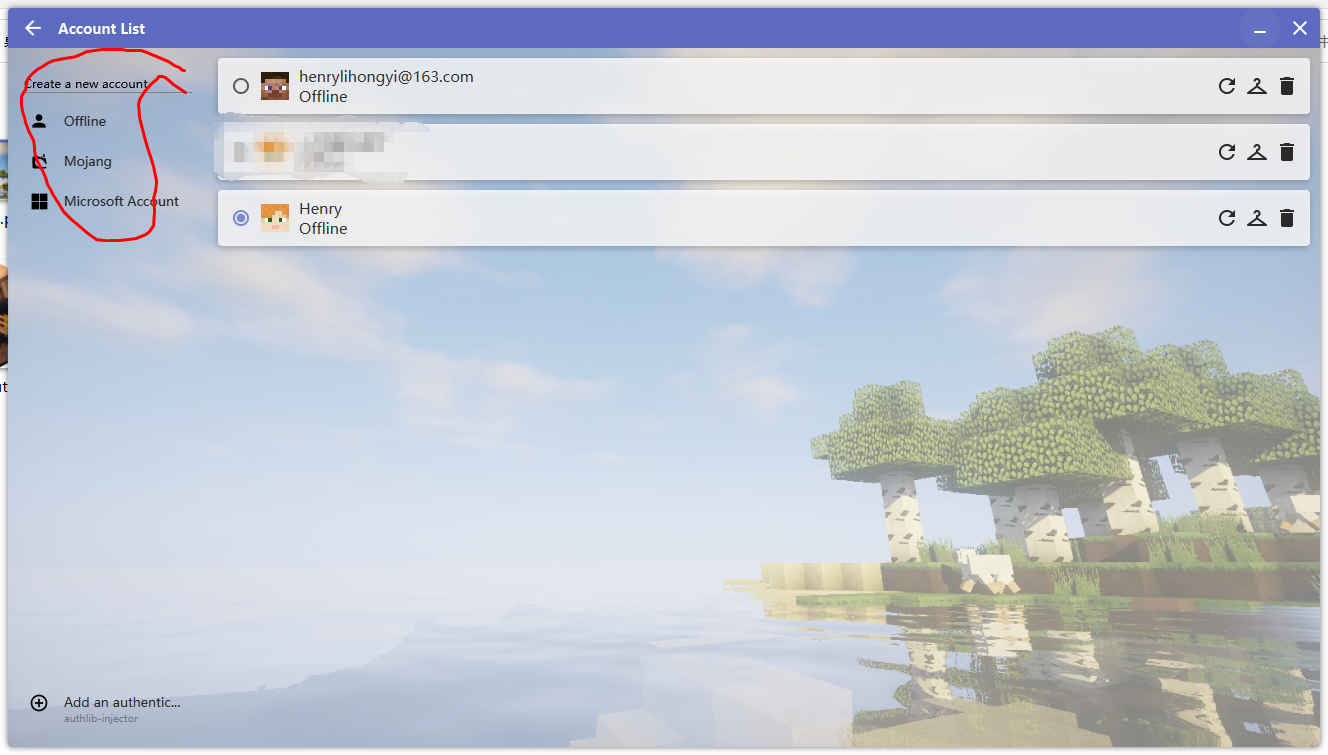 Account List
Create a new account
Offline
Mojang
Microsoft Account
henrylihongyi@163.com
Offline
Henry
Offline
Add an authentic...
authlib-injector